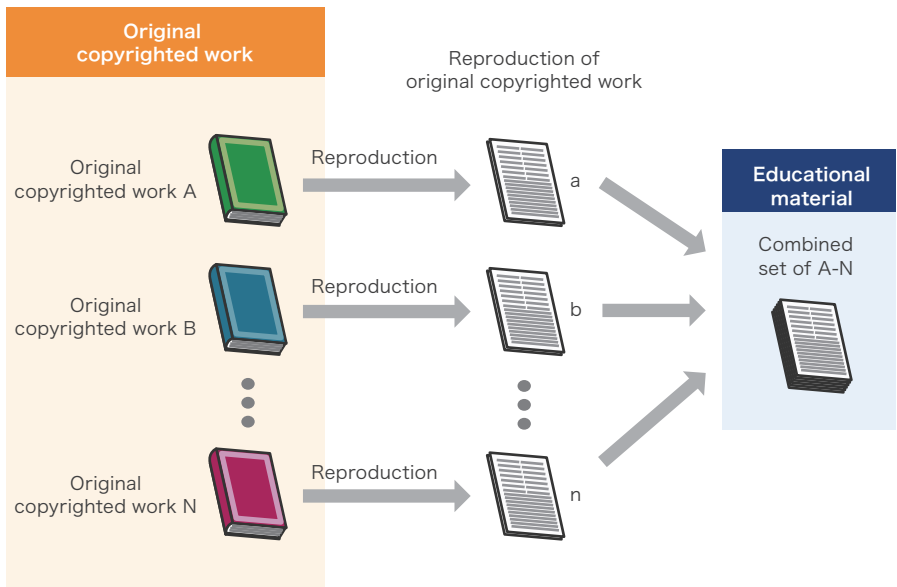 Original
copyrighted work
Reproduction of
original copyrighted work
Original
copyrighted work A
Reproduction
a
Educational
material
Combined
set of A-N
Original
copyrighted work B
Reproduction
b
Original
copyrighted work N
Reproduction
n